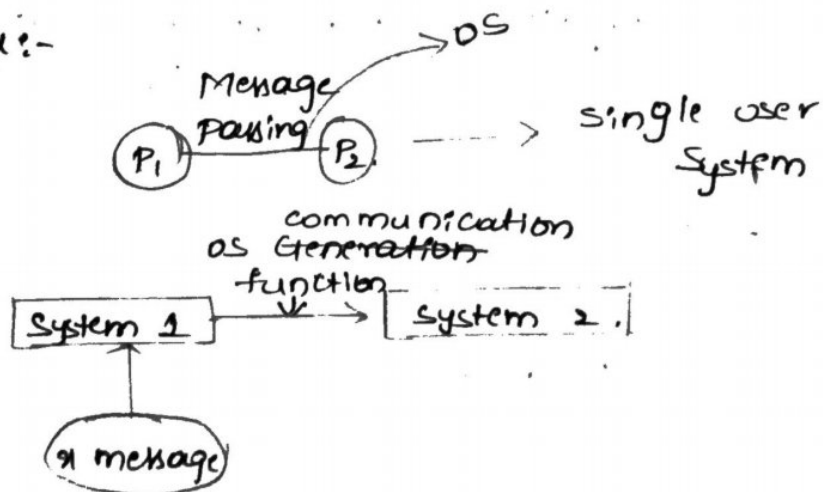 OS
Message
Passing
P1
P2
single user
System
communication
OS Generation
function
System 1
System 2.
message